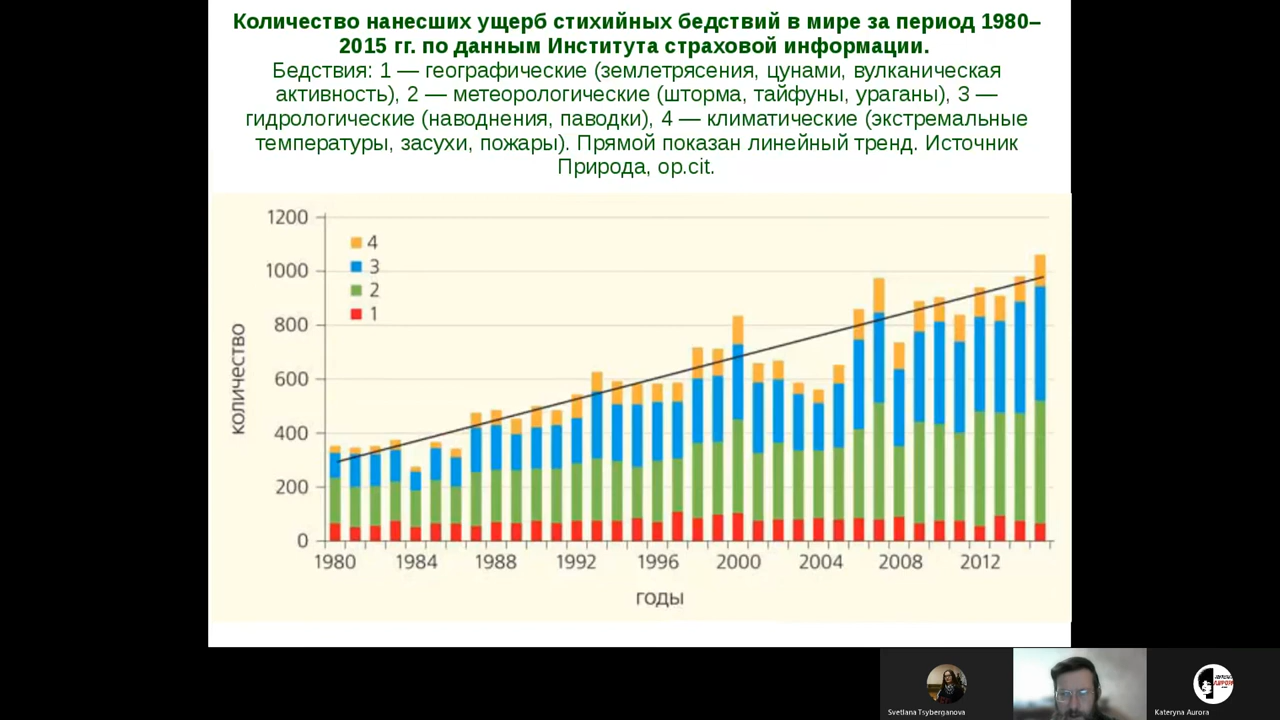 Количество нанесших ущерб стихийных бедствий в мире за период 1980–
2015 гг. по данным Института страховой информации.
Бедствия: 1 — географические (землетрясения, цунами, вулканическая
активность), 2 — метеорологические (шторма, тайфуны, ураганы), 3 —
гидрологические (наводнения, паводки), 4 — климатические (экстремальные
температуры, засухи, пожары). Прямой показан линейный тренд. Источник
Природа, op.cit.
1200
1000
800
600
400
200
0
4
3
2
1
количество
1980 1984 1988 1992 1996 2000 2004 2008 2012
годы
Svetlana Tsyberganova
Kateryna Aurora